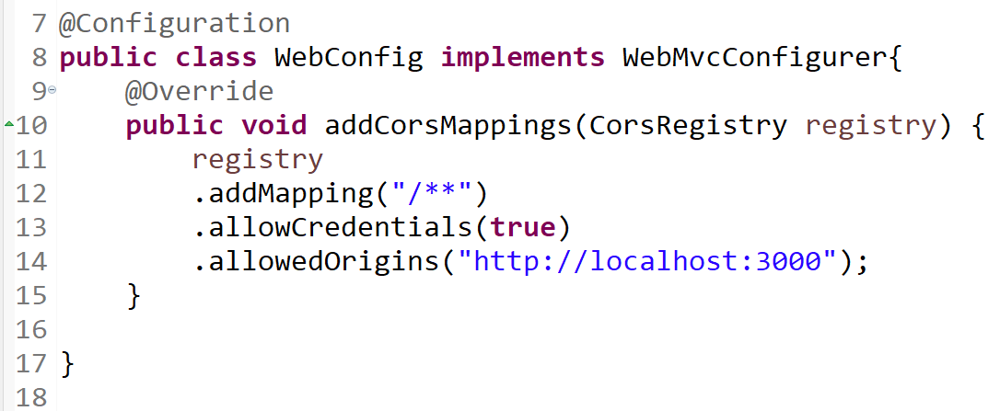 7 @Configuration
8 public class WebConfig implements WebMvcConfigurer{
9 @Override
10 public void addCorsMappings(CorsRegistry registry) {
11 registry
12 .addMapping("/**")
13 .allowCredentials(true)
14 .allowedOrigins("http://localhost:3000");
15 }
16
17 }
18